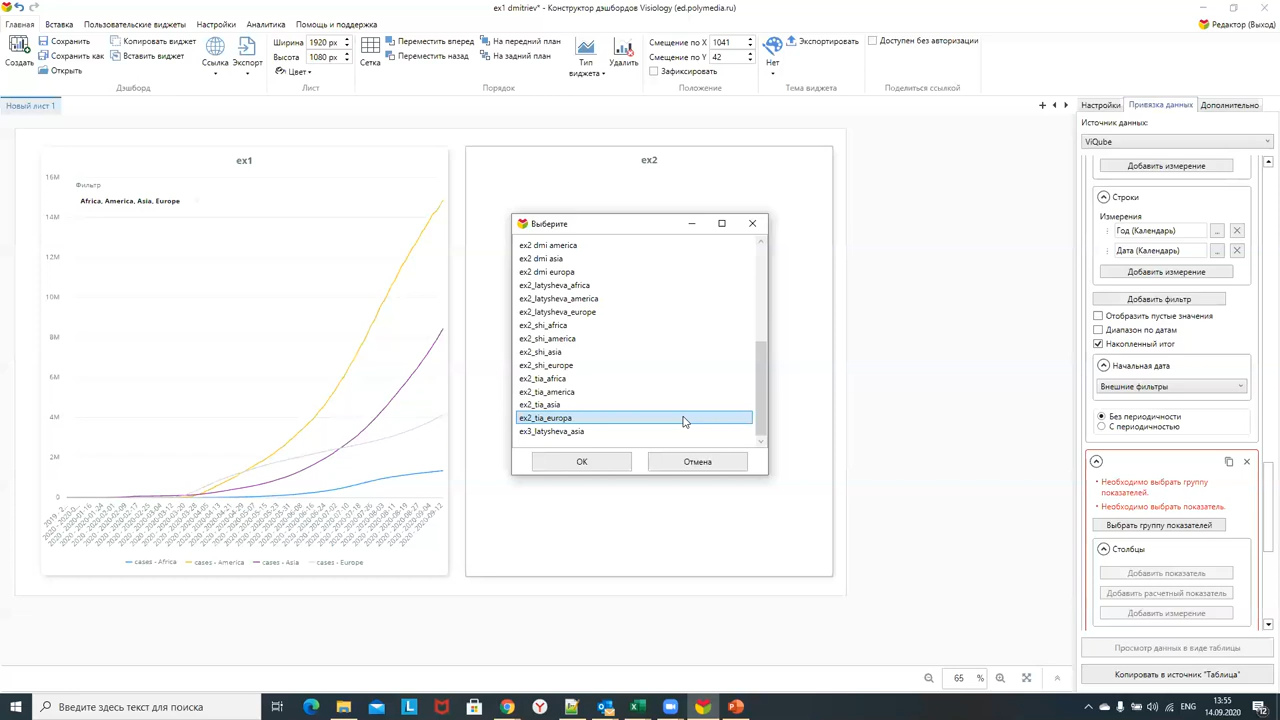 ex1 dmitriev* - Конструктор дэшбордов Visiology (ed.polymedia.ru)
Главная Вставка Пользовательские виджеты Настройки Аналитика Помощь и поддержка Редактор (Выход)
Создать
Сохранить
Сохранить как
Открыть
Копировать виджет
Вставить виджет
Ссылка
Экспорт
Дэшборд
Ширина 1920 px
Высота 1080 px
Цвет
Лист
Сетка
Переместить вперед
Переместить назад
На передний план
На задний план
Порядок
Тип виджета
Удалить
Смещение по X 1041
Смещение по Y 42
Зафиксировать
Положение
Нет
Экспортировать
Тема виджета
Доступен без авторизации
Поделиться ссылкой
Новый лист 1
ex1
Фильтр
Africa, America, Asia, Europe
16M
14M
12M
10M
8M
6M
4M
2M
0
cases - Africa cases - America cases - Asia cases - Europe
ex2
Выберите
ex2 dmi america
ex2 dmi asia
ex2 dmi europa
ex2_latysheva_africa
ex2_latysheva_america
ex2_latysheva_europe
ex2_shi_africa
ex2_shi_america
ex2_shi_asia
ex2_shi_europe
ex2_tia_africa
ex2_tia_america
ex2_tia_asia
ex2_tia_europa
ex3_latysheva_asia
OK Отмена
Настройки Привязка данных Дополнительно
Источник данных:
ViQube
Добавить измерение
Строки
Измерения
Год (Календарь) ...
Дата (Календарь) ...
Добавить измерение
Добавить фильтр
Отобразить пустые значения
Диапазон по датам
Накопленный итог
Начальная дата
Внешние фильтры
Без периодичности
С периодичностью
• Необходимо выбрать группу показателей.
• Необходимо выбрать показатель.
Выбрать группу показателей
Столбцы
Добавить показатель
Добавить расчетный показатель
Добавить измерение
Просмотр данных в виде таблицы
Копировать в источник "Таблица"
65 %
Введите здесь текст для поиска
13:55
14.09.2020
12